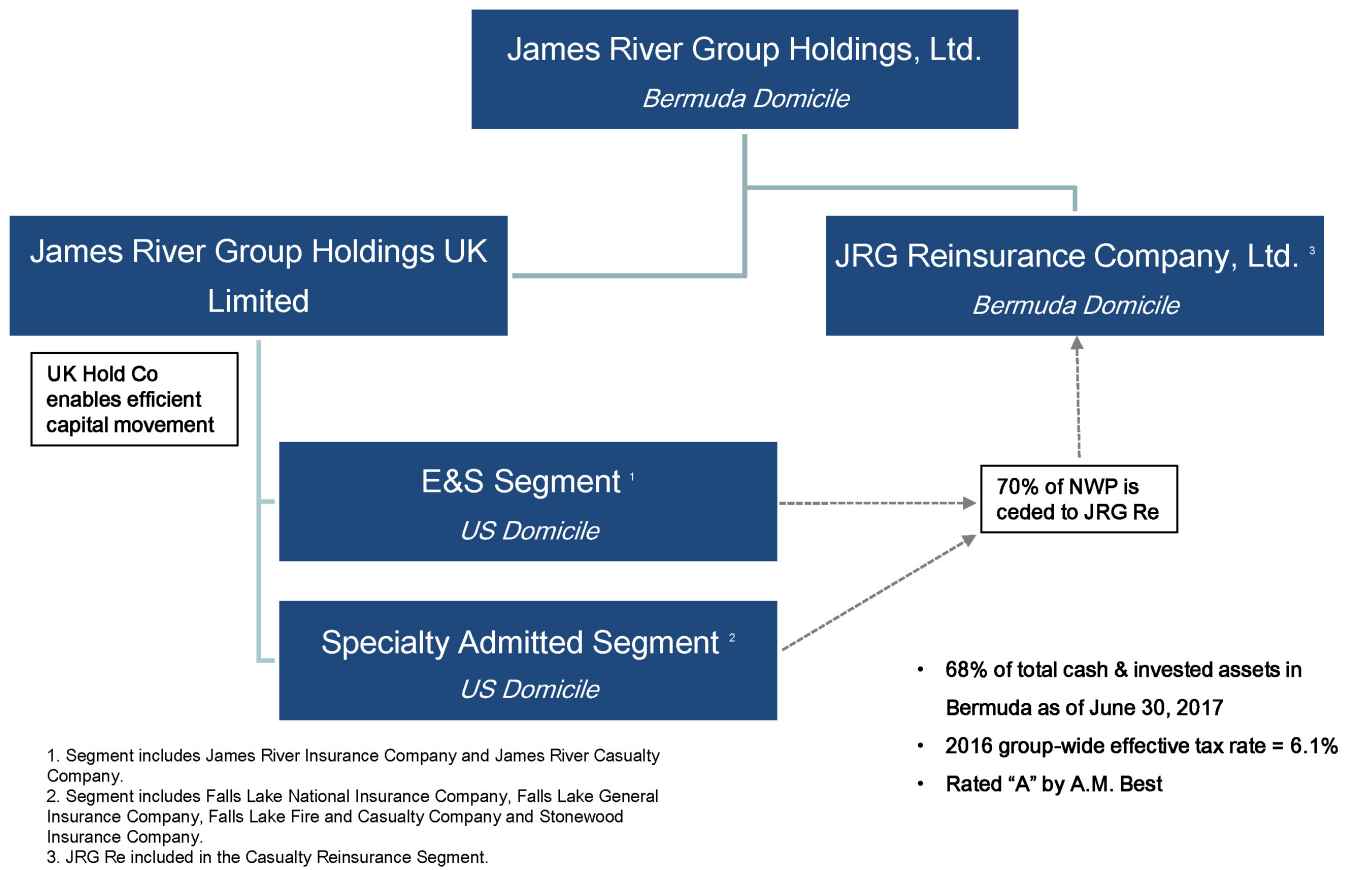 James River Group Holdings, Ltd.
Bermuda Domicile
James River Group Holdings UK
Limited
JRG Reinsurance Company, Ltd. 3
Bermuda Domicile
UK Hold Co
enables efficient
capital movement
E&S Segment 1
US Domicile
70% of NWP is
ceded to JRG Re
Specialty Admitted Segment 2
US Domicile
• 68% of total cash & invested assets in
Bermuda as of June 30, 2017
• 2016 group-wide effective tax rate = 6.1%
• Rated “A” by A.M. Best
1. Segment includes James River Insurance Company and James River Casualty
Company.
2. Segment includes Falls Lake National Insurance Company, Falls Lake General
Insurance Company, Falls Lake Fire and Casualty Company and Stonewood
Insurance Company.
3. JRG Re included in the Casualty Reinsurance Segment.